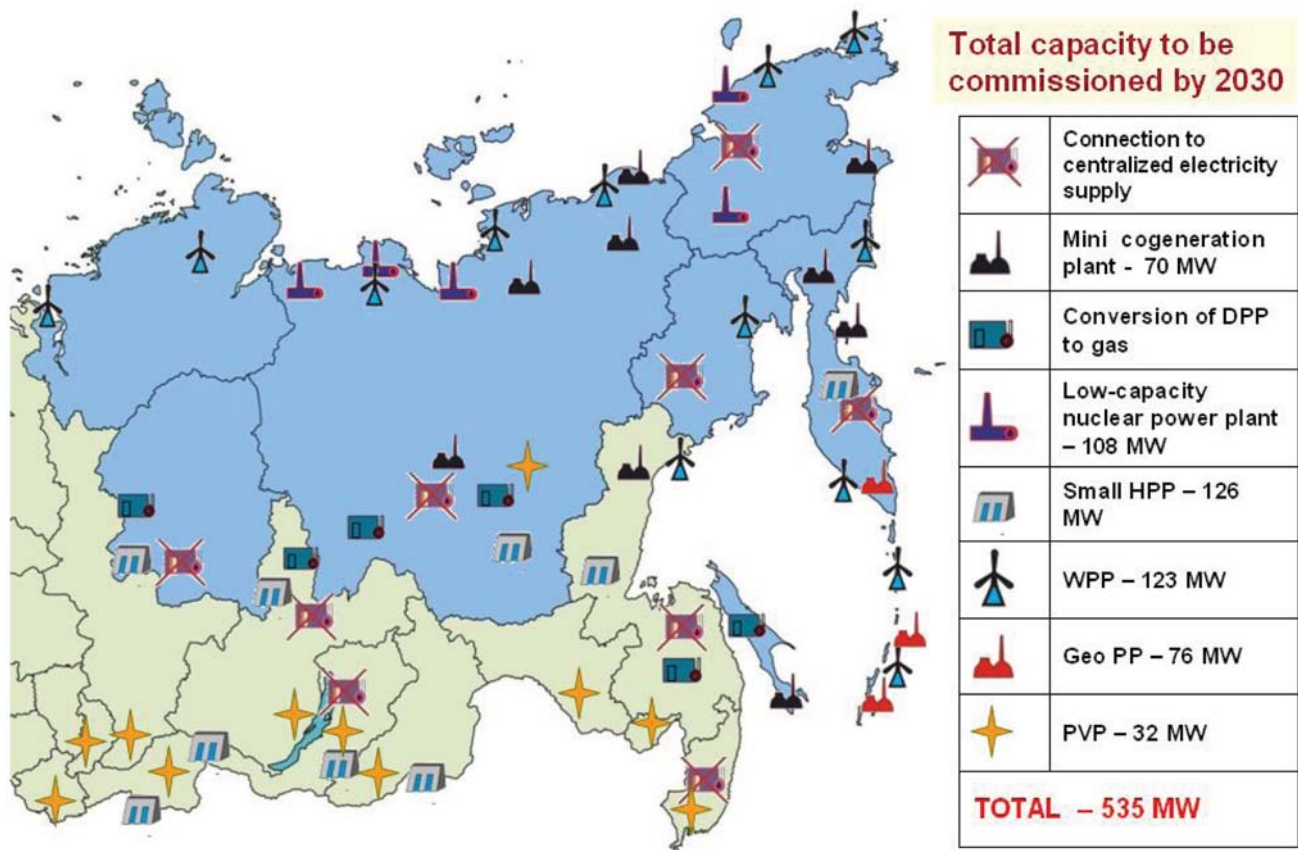 Total capacity to be
commissioned by 2030
Connection to
centralized electricity
supply
Mini cogeneration
plant - 70 MW
Conversion of DPP
to gas
Low-capacity
nuclear power plant
– 108 MW
Small HPP – 126
MW
WPP – 123 MW
Geo PP – 76 MW
PVP – 32 MW
TOTAL – 535 MW